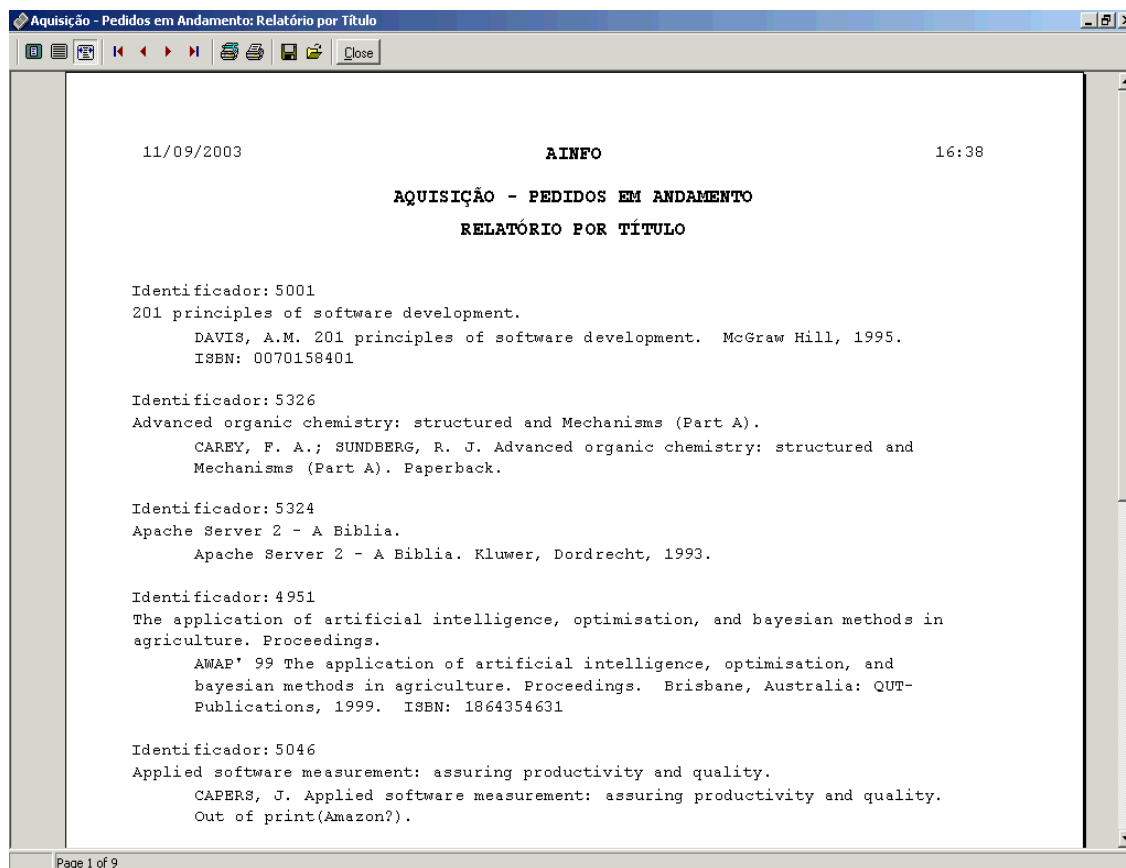 Aquisição - Pedidos em Andamento: Relatório por Título
Close
11/09/2003 AINFO 16:38
AQUISIÇÃO - PEDIDOS EM ANDAMENTO
RELATÓRIO POR TÍTULO
Identificador: 5001
201 principles of software development.
DAVIS, A.M. 201 principles of software development. McGraw Hill, 1995.
ISBN: 0070158401
Identificador: 5326
Advanced organic chemistry: structured and Mechanisms (Part A).
CAREY, F. A.; SUNDBERG, R. J. Advanced organic chemistry: structured and
Mechanisms (Part A). Paperback.
Identificador: 5324
Apache Server 2 - A Biblia.
Apache Server 2 - A Biblia. Kluwer, Dordrecht, 1993.
Identificador: 4951
The application of artificial intelligence, optimisation, and bayesian methods in
agriculture. Proceedings.
AWAP' 99 The application of artificial intelligence, optimisation, and
bayesian methods in agriculture. Proceedings. Brisbane, Australia: QUT-
Publications, 1999. ISBN: 1864354631
Identificador: 5046
Applied software measurement: assuring productivity and quality.
CAPERS, J. Applied software measurement: assuring productivity and quality.
Out of print(Amazon?).
Page 1 of 9